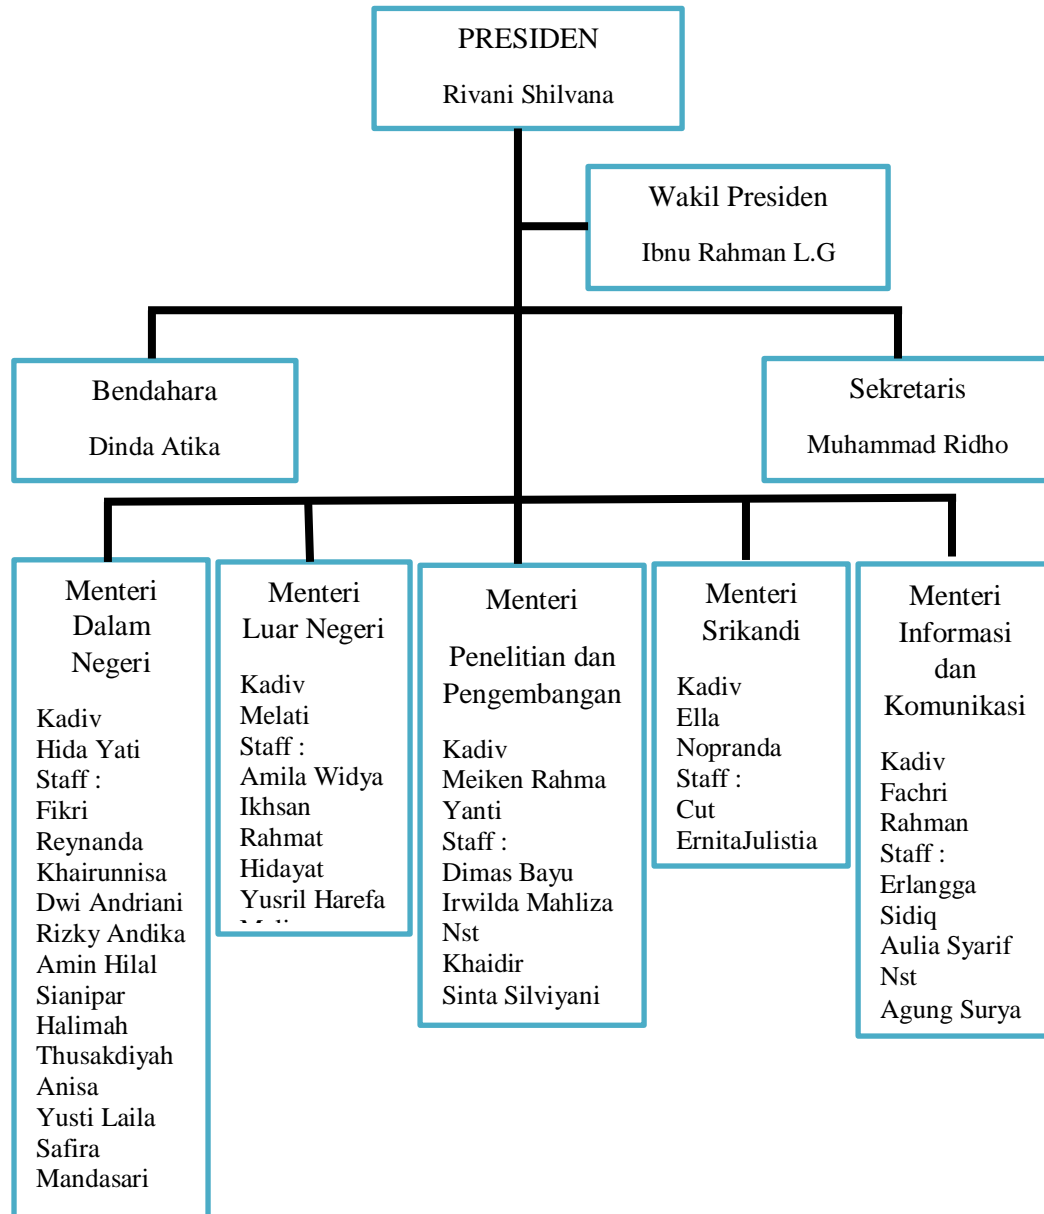 PRESIDEN
Rivani Shilvana
Wakil Presiden
Ibnu Rahman L.G
Bendahara
Dinda Atika
Sekretaris
Muhammad Ridho
Menteri
Dalam
Negeri
Kadiv
Hida Yati
Staff :
Fikri
Reynanda
Khairunnisa
Dwi Andriani
Rizky Andika
Amin Hilal
Sianipar
Halimah
Thusakdiyah
Anisa
Yusti Laila
Safira
Mandasari
Menteri
Luar Negeri
Kadiv
Melati
Staff :
Amila Widya
Ikhsan
Rahmat
Hidayat
Yusril Harefa
Menteri
Penelitian dan
Pengembangan
Kadiv
Meiken Rahma
Yanti
Staff :
Dimas Bayu
Irwilda Mahliza
Nst
Khaidir
Sinta Silviyani
Menteri
Srikandi
Kadiv
Ella
Nopranda
Staff :
Cut
ErnitaJulistia
Menteri
Informasi
dan
Komunikasi
Kadiv
Fachri
Rahman
Staff :
Erlangga
Sidiq
Aulia Syarif
Nst
Agung Surya